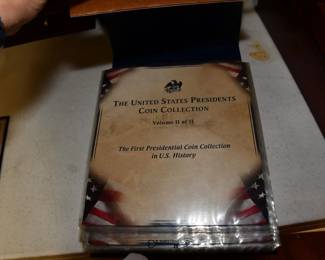 The United States Presidents
Coin Collection
Volume II of II
The First Presidential Coin Collection
in U.S. History